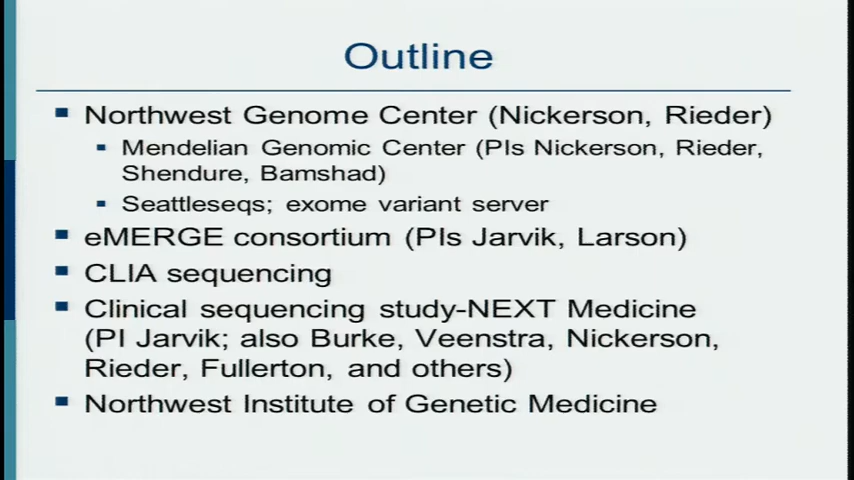 Outline
Northwest Genome Center (Nickerson, Rieder)
Mendelian Genomic Center (PIs Nickerson, Rieder,
Shendure, Bamshad)
Seattleseqs; exome variant server
eMERGE consortium (PIs Jarvik, Larson)
CLIA sequencing
Clinical sequencing study-NEXT Medicine
(PI Jarvik; also Burke, Veenstra, Nickerson,
Rieder, Fullerton, and others)
Northwest Institute of Genetic Medicine